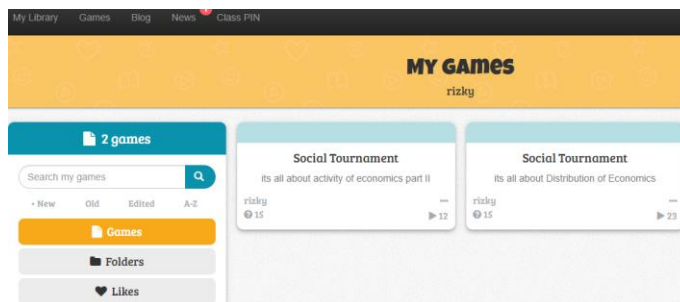 My Library Games Blog News Class PIN
MY GAMES
rizky
2 games
Search my games
• New Old Edited A-Z
Games
Folders
Likes
Social Tournament
its all about activity of economics part II
rizky
15 12
Social Tournament
its all about Distribution of Economics
rizky
15 23